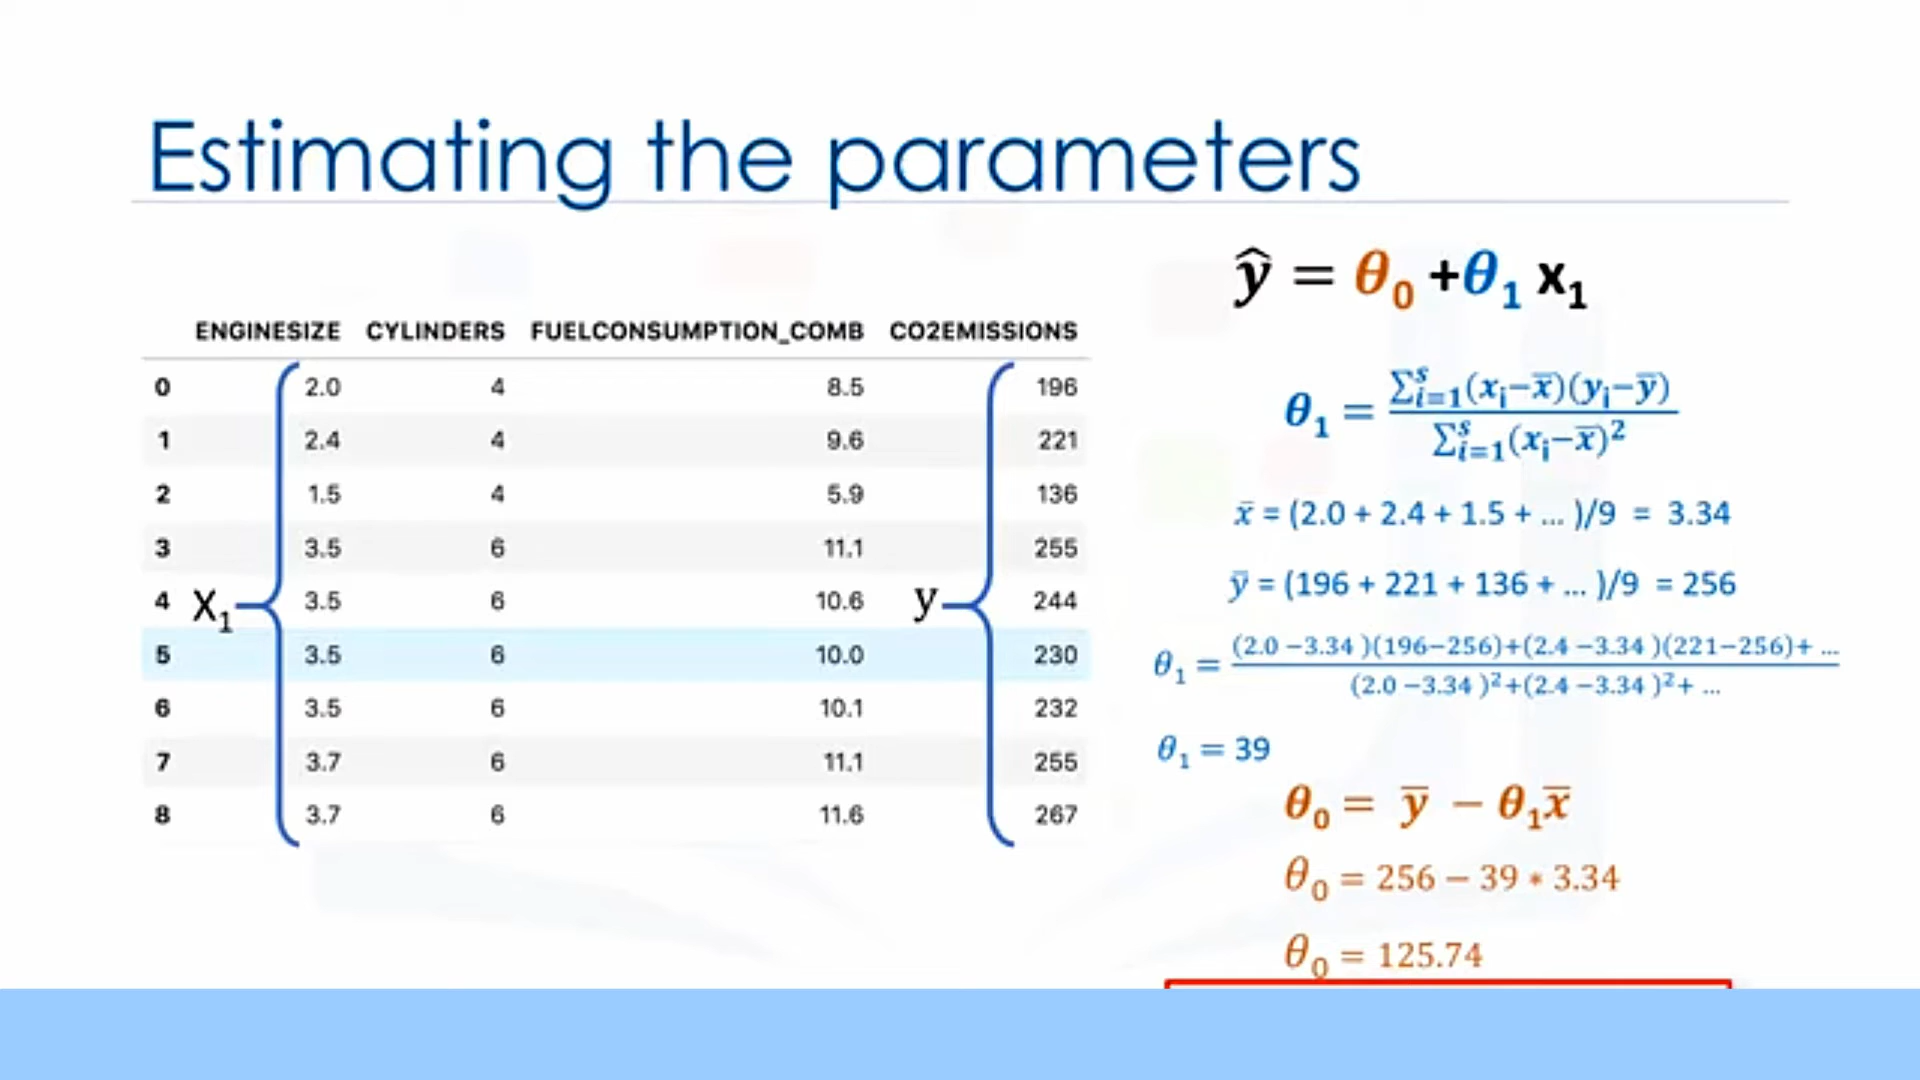 Estimating the parameters
ŷ = θ₀ +θ₁ x₁
ENGINESIZE CYLINDERS FUELCONSUMPTION_COMB CO2EMISSIONS
0 2.0 4 8.5 196
1 2.4 4 9.6 221
2 1.5 4 5.9 136
3 3.5 6 11.1 255
4 3.5 6 10.6 244
5 3.5 6 10.0 230
6 3.5 6 10.1 232
7 3.7 6 11.1 255
8 3.7 6 11.6 267
X₁
y
θ₁ = ∑ˢᵢ₌₁(xᵢ−x̅)(yᵢ−y̅) / ∑ˢᵢ₌₁(xᵢ−x̅)²
x̅ = (2.0 + 2.4 + 1.5 + ... )/9 = 3.34
y̅ = (196 + 221 + 136 + ... )/9 = 256
θ₁ = (2.0 −3.34 )(196−256)+(2.4 −3.34 )(221−256)+ ... / (2.0 −3.34 )²+(2.4 −3.34 )²+ ...
θ₁ = 39
θ₀ = y̅ − θ₁x̅
θ₀ = 256 − 39 * 3.34
θ₀ = 125.74